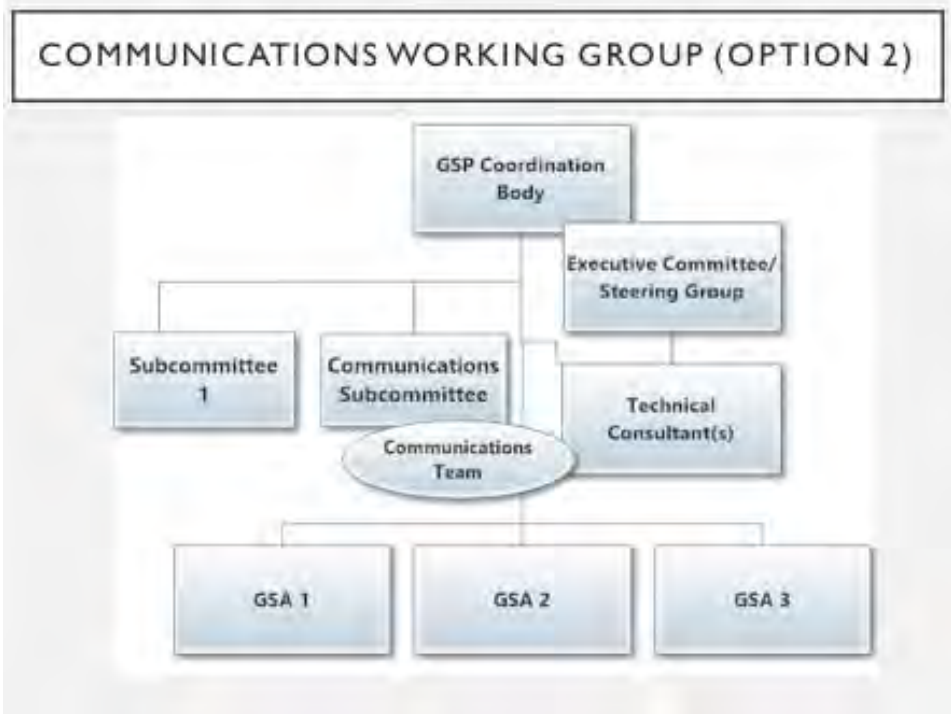 COMMUNICATIONS WORKING GROUP (OPTION 2)
GSP Coordination
Body
Executive Committee/
Steering Group
Subcommittee
1
Communications
Subcommittee
Technical
Consultant(s)
Communications
Team
GSA 1
GSA 2
GSA 3